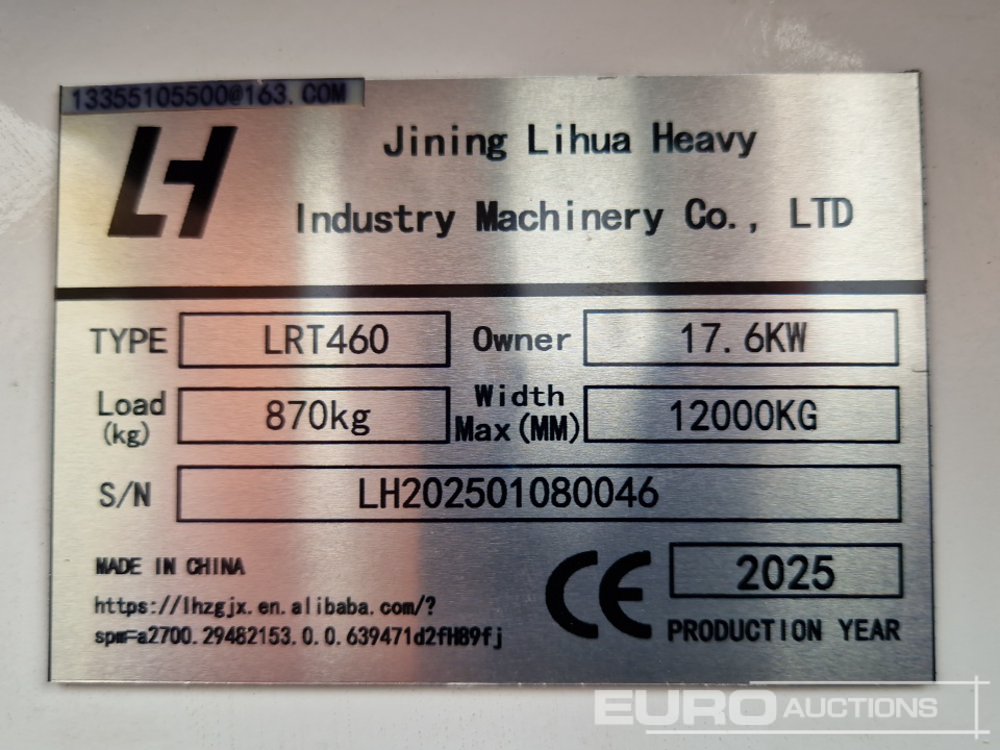 13355105500@163.COM
LH
Jining Lihua Heavy
Industry Machinery Co., LTD
TYPE LRT460 Owner 17.6KW
Load (kg) 870kg Width Max(MM) 12000KG
S/N LH202501080046
MADE IN CHINA
https://lhzgjx.en.alibaba.com/?
spm=a2700.29482153.0.0.639471d2fHB9fj
CE 2025
PRODUCTION YEAR
EURO AUCTIONS